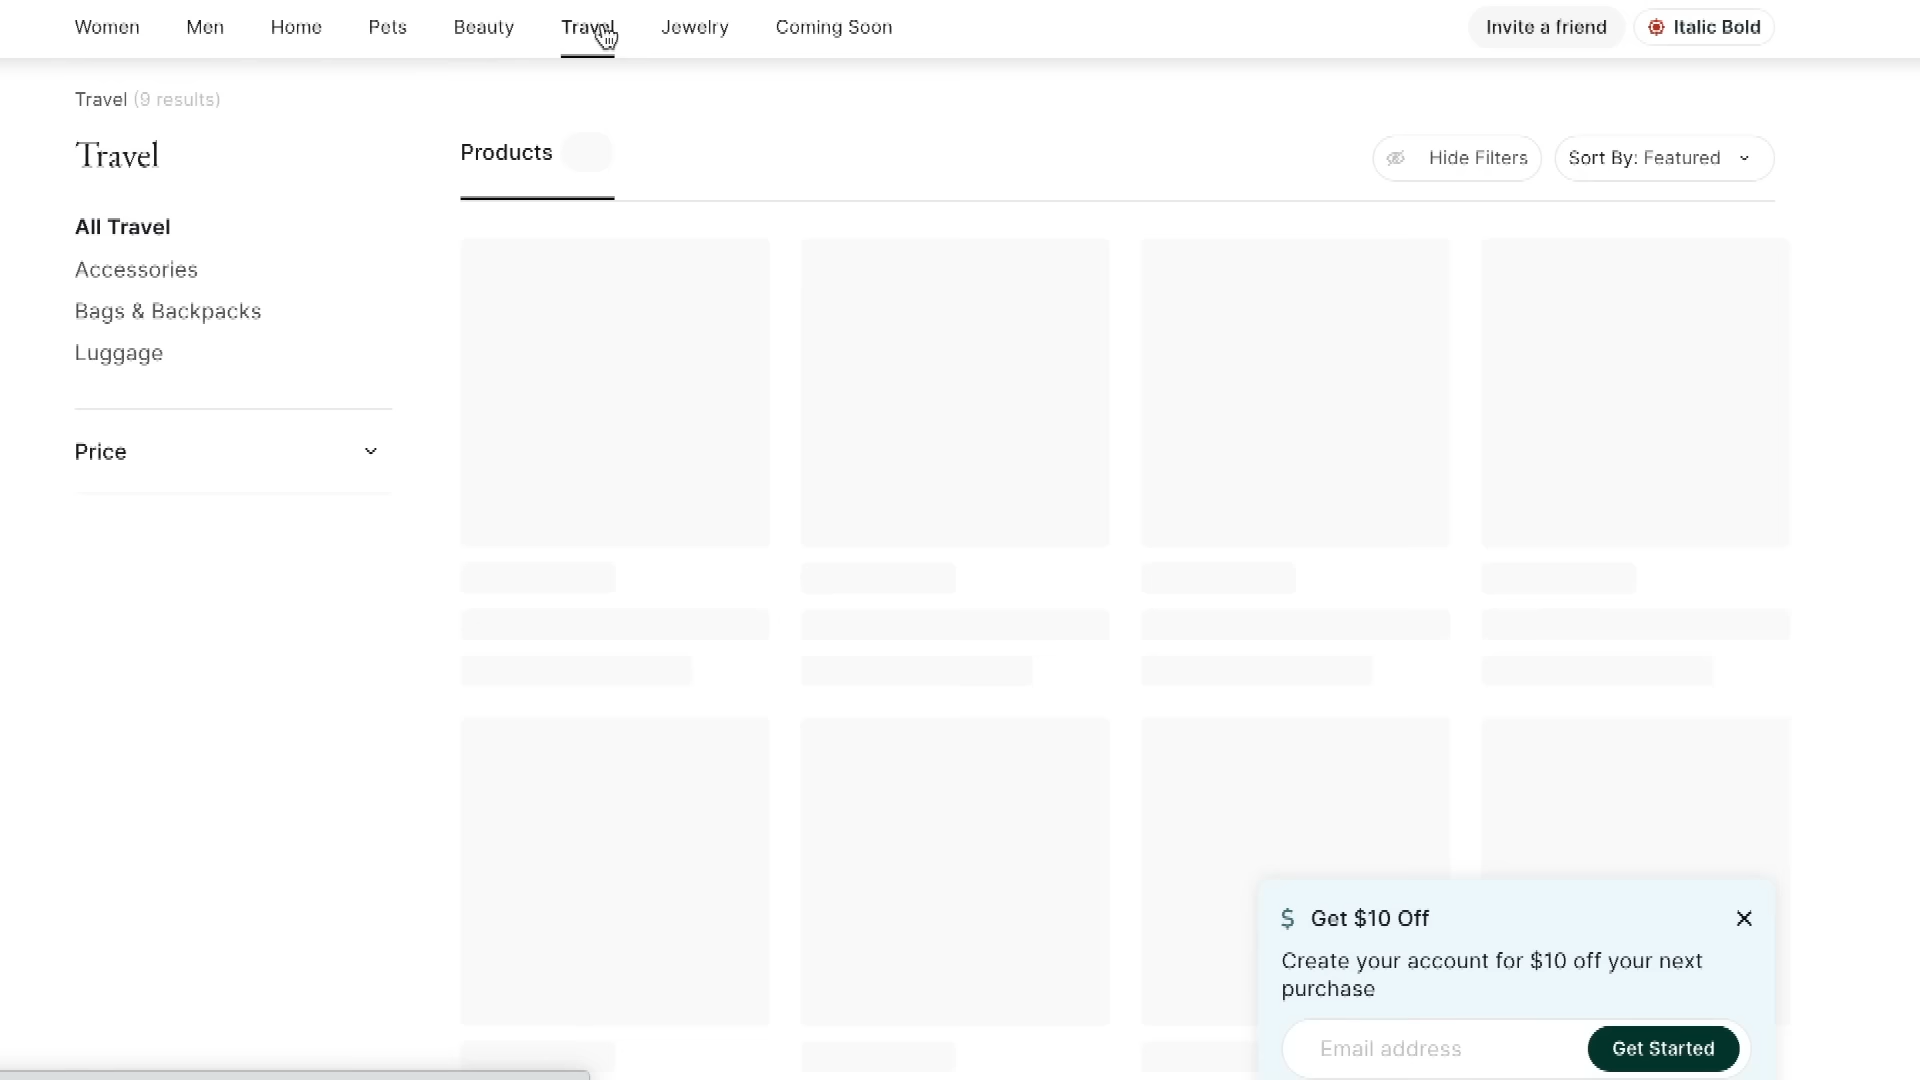 Women Men Home Pets Beauty Travel Jewelry Coming Soon Invite a friend Italic Bold
Travel (9 results)
Travel
Products
Hide Filters
Sort By: Featured
All Travel
Accessories
Bags & Backpacks
Luggage
Price
$ Get $10 Off
Create your account for $10 off your next
purchase
Email address
Get Started